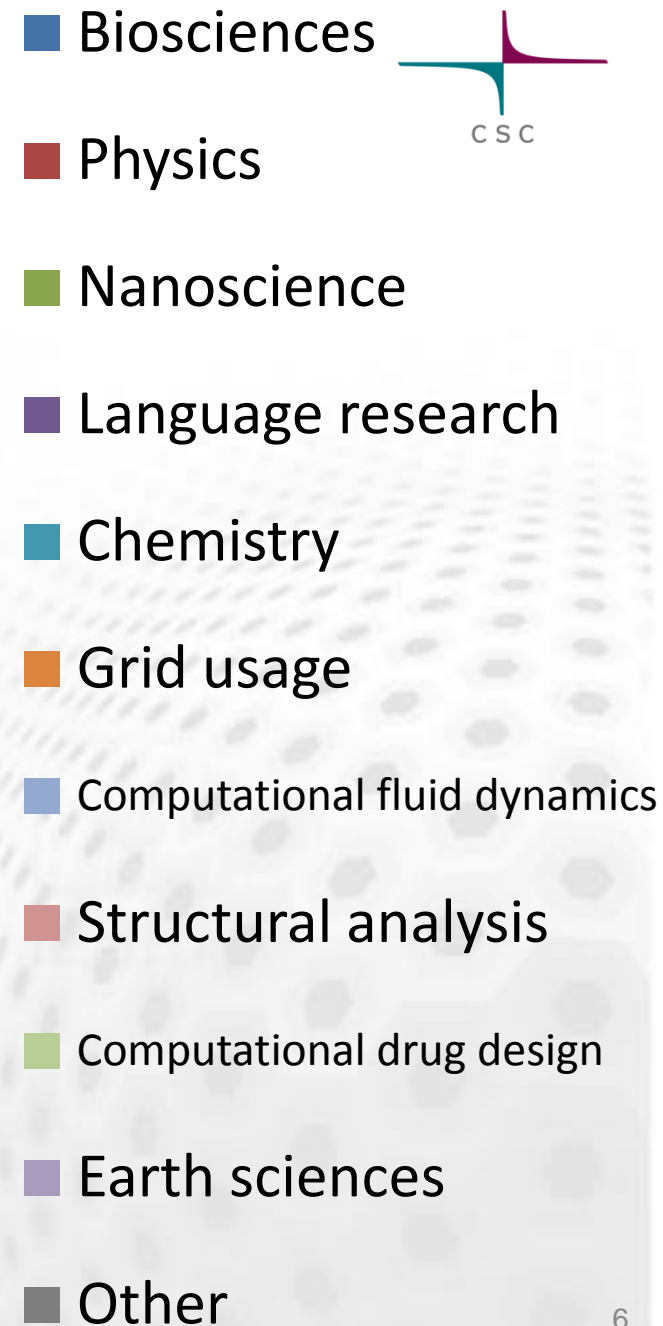 Biosciences
CSC
Physics
Nanoscience
Language research
Chemistry
Grid usage
Computational fluid dynamics
Structural analysis
Computational drug design
Earth sciences
Other
6